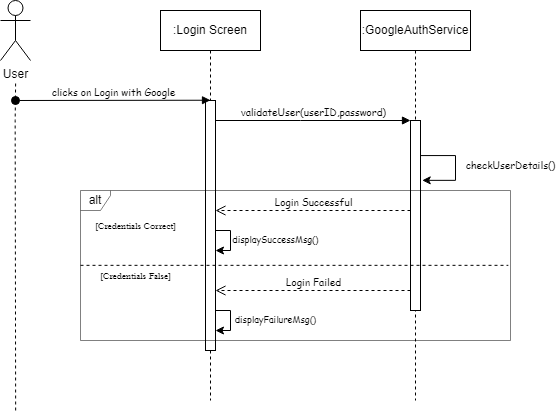 :Login Screen
:GoogleAuthService
User
clicks on Login with Google
validateUser(userID,password)
checkUserDetails()
alt
Login Successful
[Credentials Correct]
displaySuccessMsg()
[Credentials False]
Login Failed
displayFailureMsg()